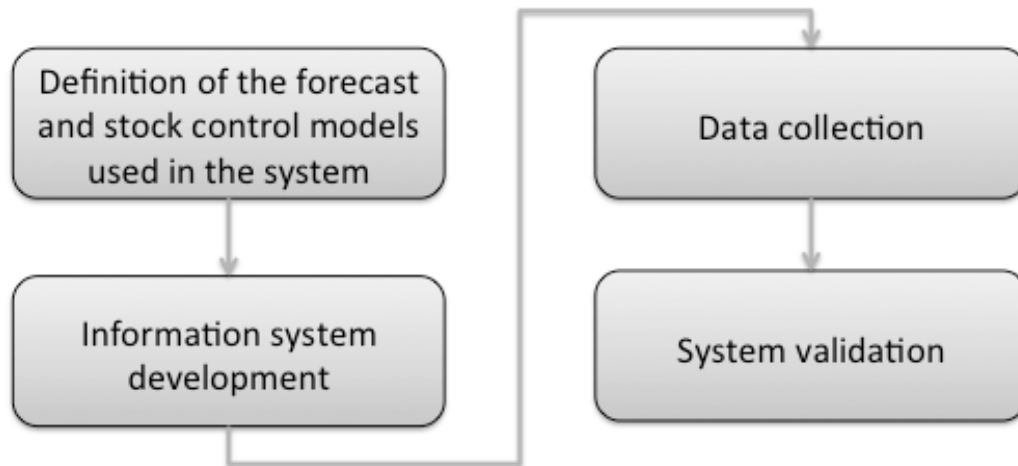 Definition of the forecast
and stock control models
used in the system
Information system
development
Data collection
System validation